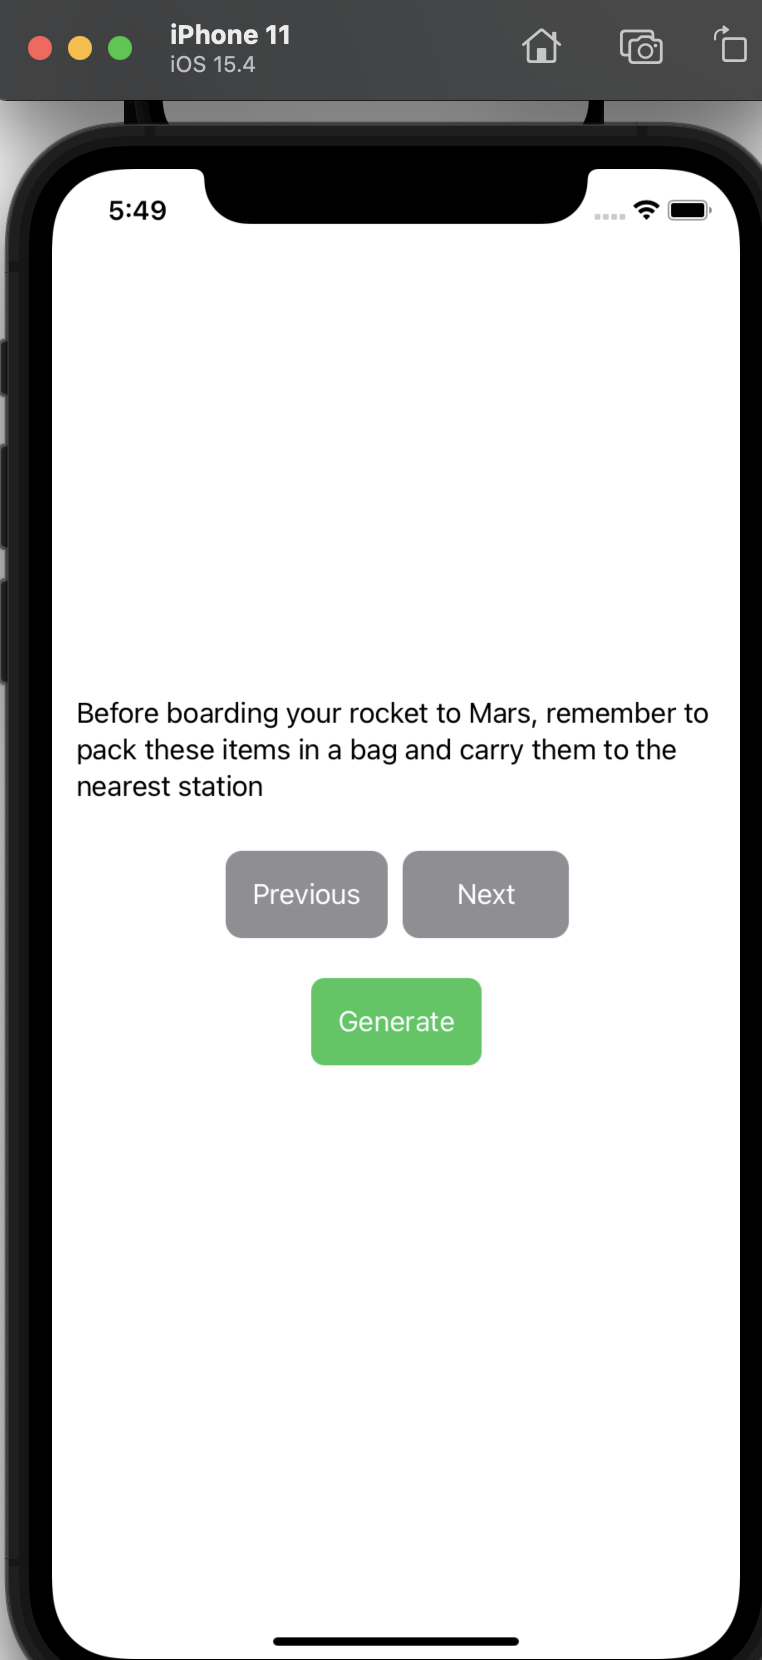 iPhone 11
iOS 15.4
5:49
Before boarding your rocket to Mars, remember to
pack these items in a bag and carry them to the
nearest station
Previous
Next
Generate